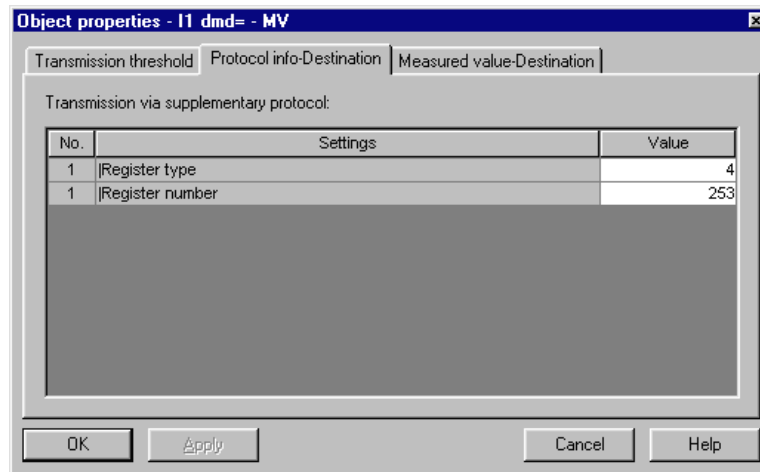 Object properties - I1 dmd= - MV
Transmission threshold Protocol info-Destination Measured value-Destination
Transmission via supplementary protocol:
No. Settings Value
1 |Register type 4
1 |Register number 253
OK Apply Cancel Help